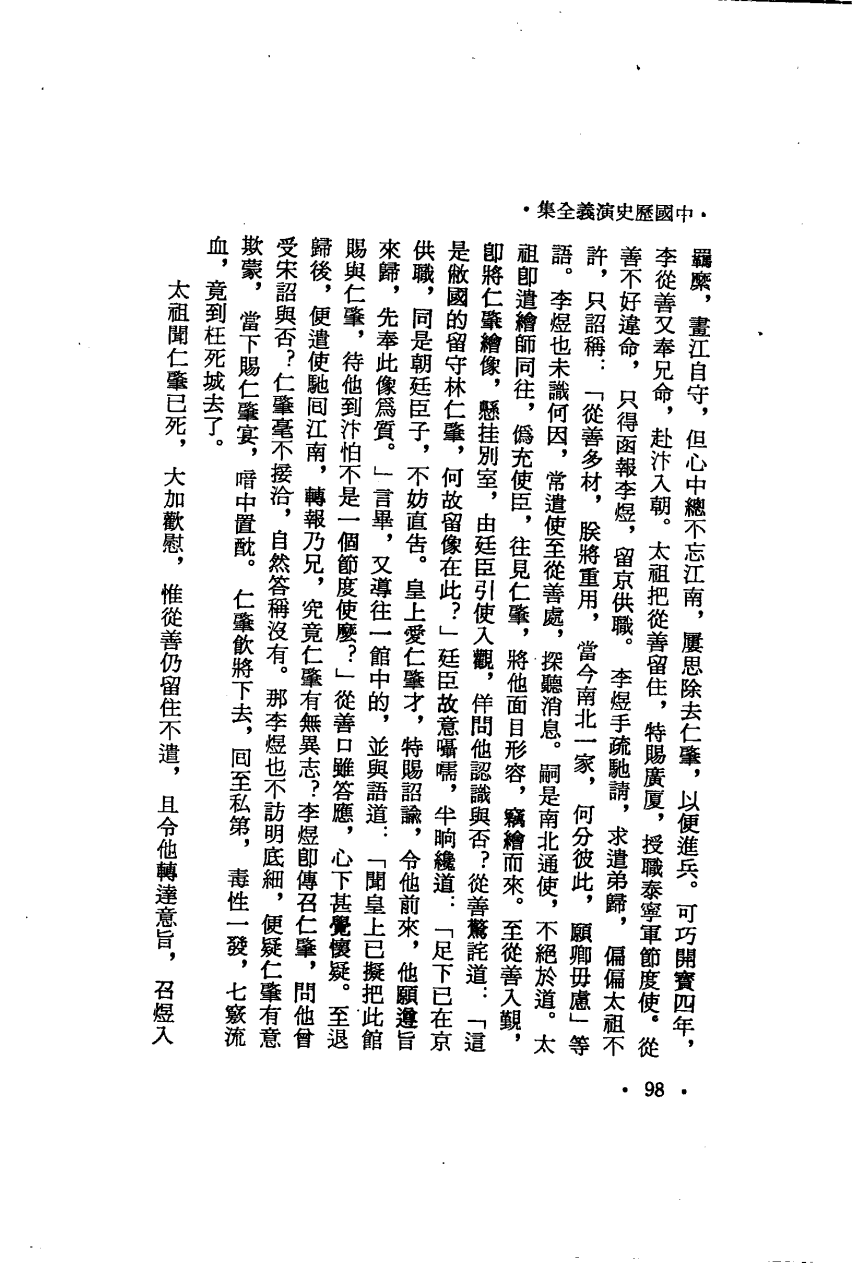 ·中國歷史演義全集·
羈縻，畫江自守，但心中總不忘江南，屢思除去仁肇，以便進兵。可巧開寶四年，
李從善又奉兄命，赴汴入朝。太祖把從善留住，特賜廣厦，授職泰寧軍節度使。從
善不好違命，只得函報李煜，留京供職。李煜手疏馳請，求遣弟歸，偏偏太祖不
許，只詔稱：「從善多材，朕將重用，當今南北一家，何分彼此，願卿毋慮」等
語。李煜也未識何因，常遣使至從善處，探聽消息。嗣是南北通使，不絕於道。太
祖卽遣繪師同往，僞充使臣，往見仁肇，將他面目形容，竊繪而來。至從善入覲，
卽將仁肇繪像，懸挂別室，由廷臣引使入觀，佯問他認識與否？從善驚詫道：「這
是敝國的留守林仁肇，何故留像在此？」廷臣故意囁嚅，半晌纔道：「足下已在京
供職，同是朝廷臣子，不妨直告。皇上愛仁肇才，特賜詔諭，令他前來，他願遵旨
來歸，先奉此像爲質。」言畢，又導往一館中的，並與語道：「聞皇上已擬把此館
賜與仁肇，待他到汴怕不是一個節度使麼？」從善口雖答應，心下甚覺懷疑。至退
歸後，便遣使馳回江南，轉報乃兄，究竟仁肇有無異志？李煜卽傳召仁肇，問他曾
受宋詔與否？仁肇毫不接洽，自然答稱沒有。那李煜也不訪明底細，便疑仁肇有意
欺蒙，當下賜仁肇宴，暗中置酖。仁肇飲將下去，回至私第，毒性一發，七竅流
血，竟到枉死城去了。
太祖聞仁肇已死，大加歡慰，惟從善仍留住不遣，且令他轉達意旨，召煜入
·98·